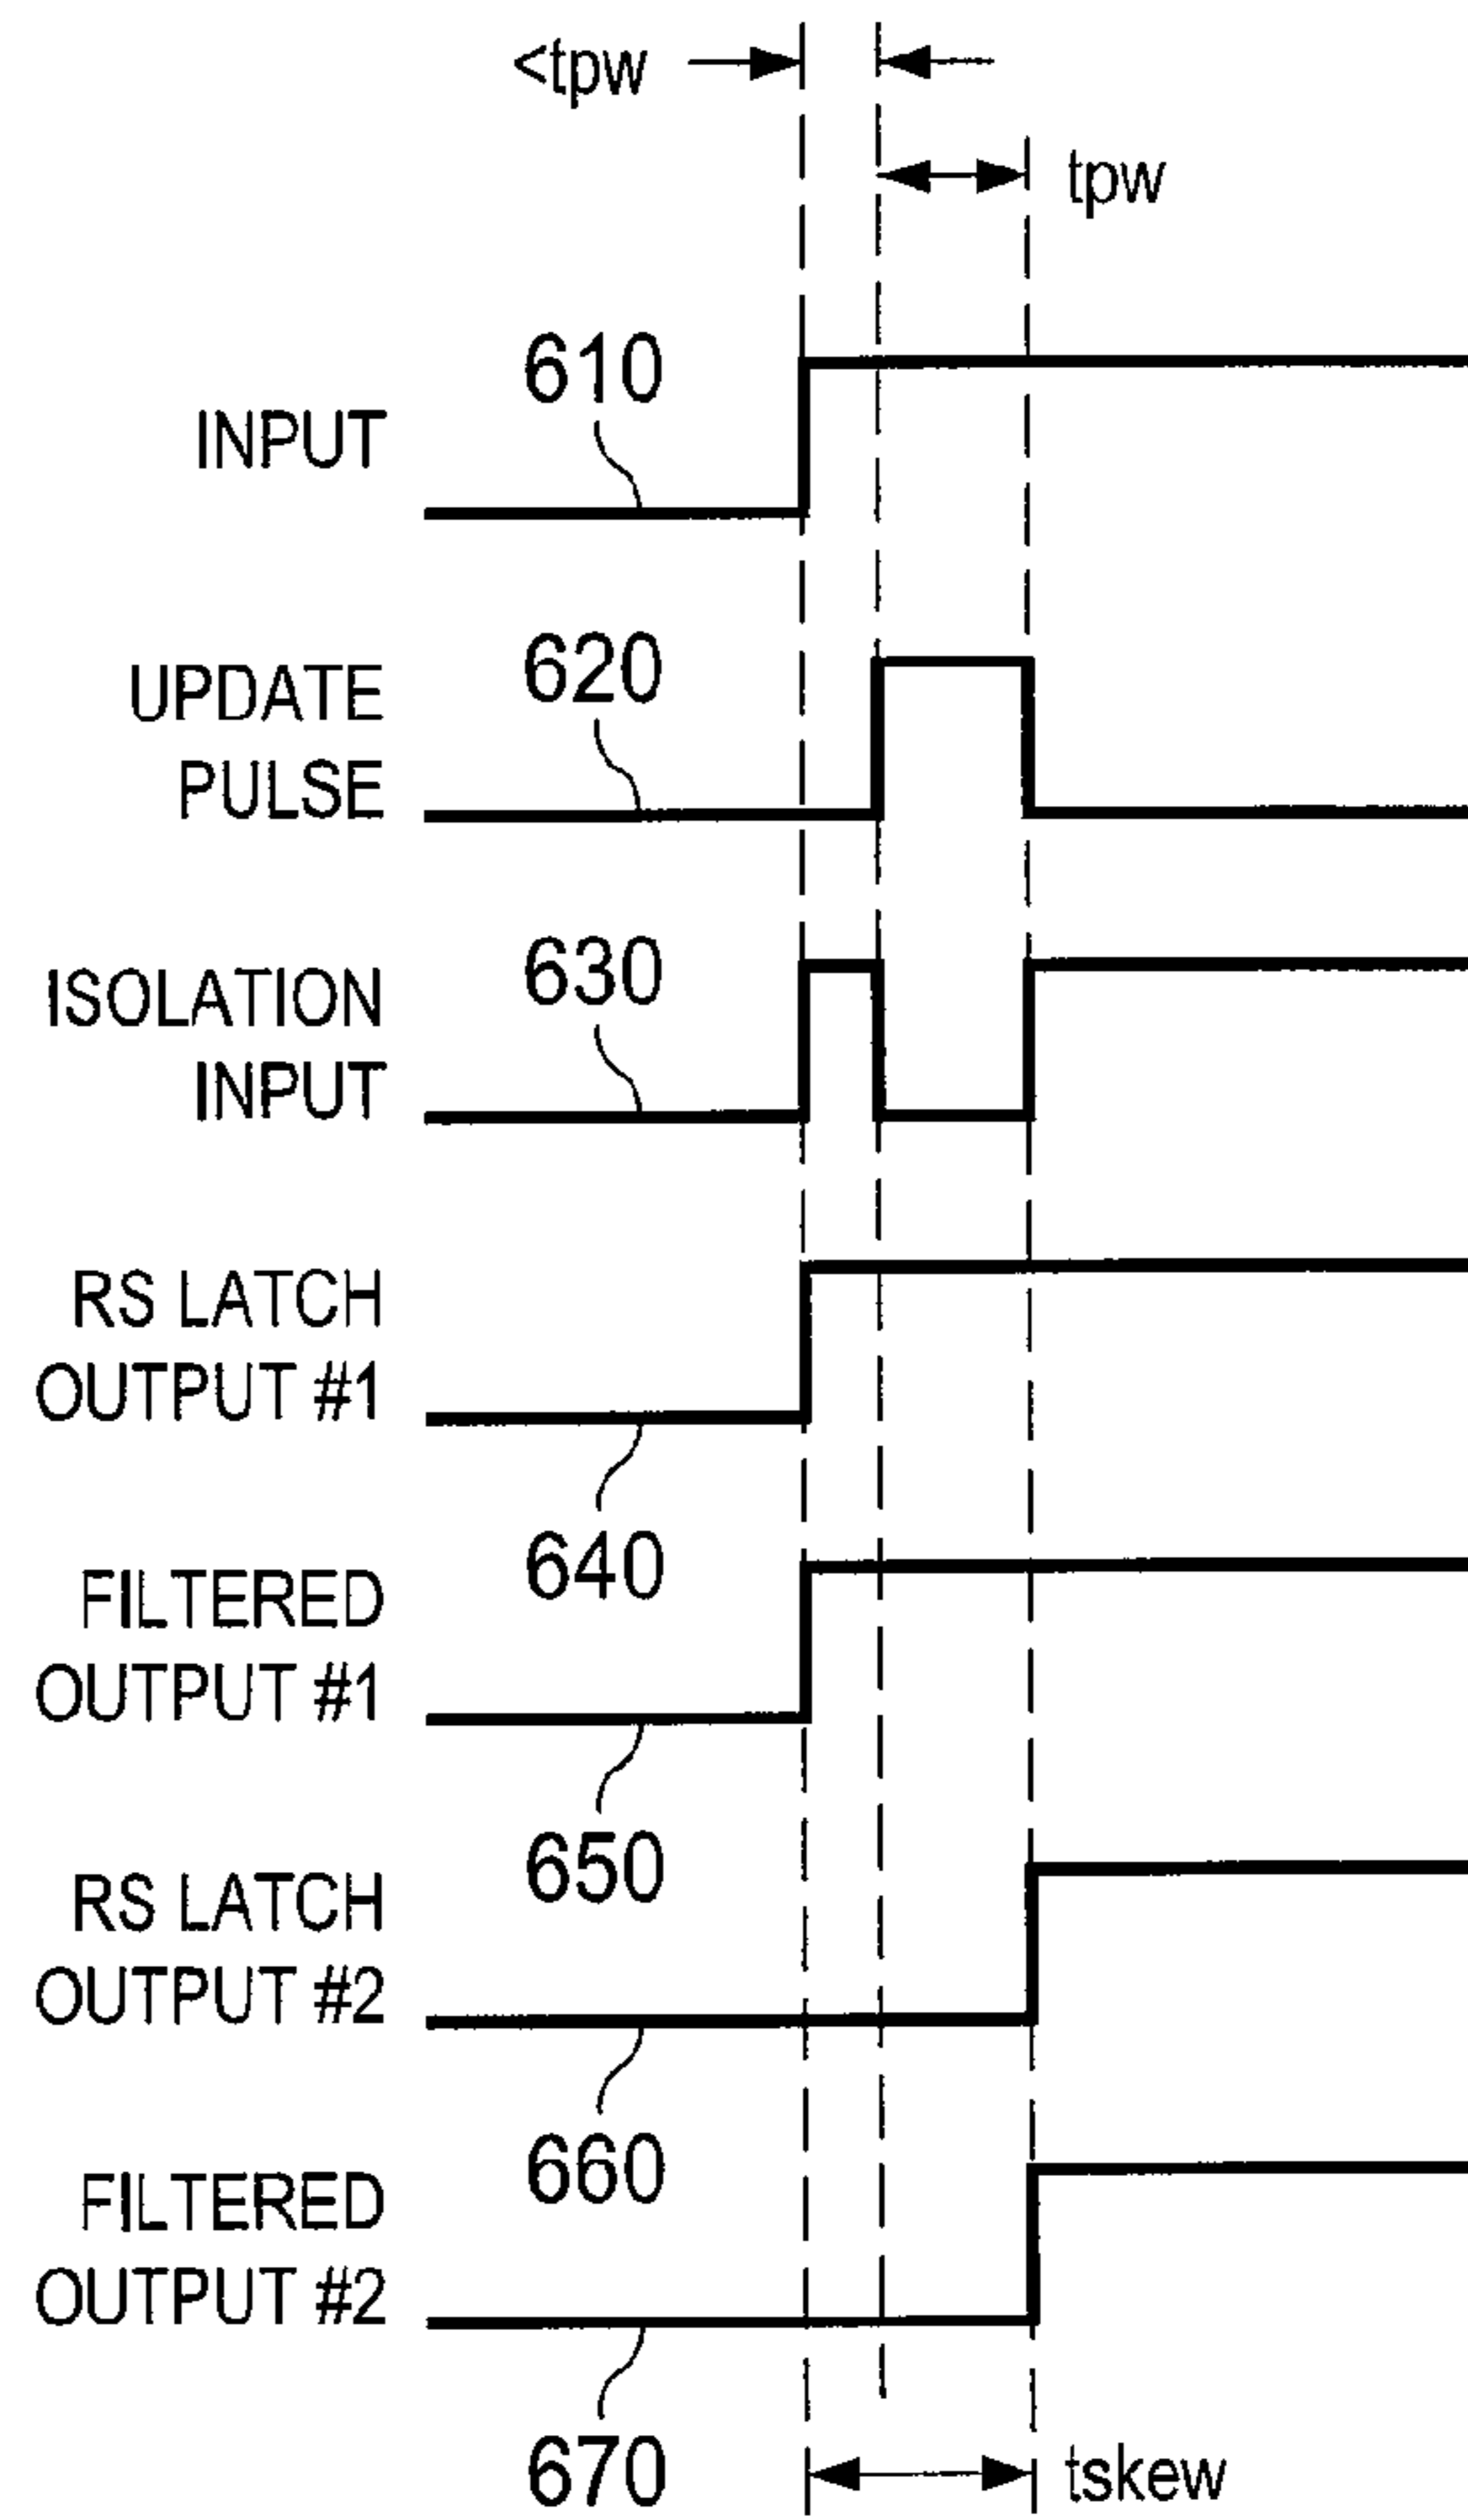 <tpw
tpw
610
INPUT
620
UPDATE
PULSE
630
ISOLATION
INPUT
RS LATCH
OUTPUT #1
640
FILTERED
OUTPUT #1
650
RS LATCH
OUTPUT #2
660
FILTERED
OUTPUT #2
670
tskew